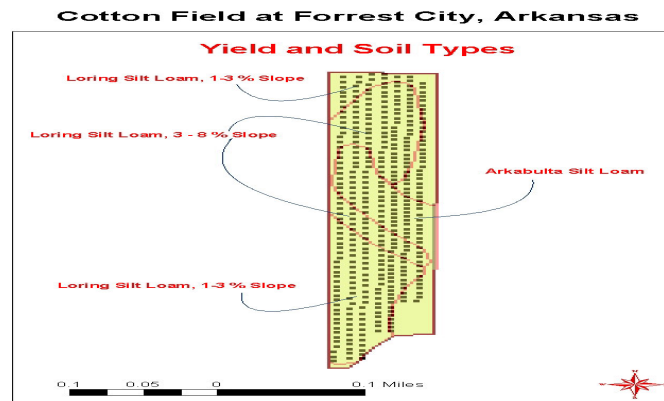 Cotton Field at Forrest City, Arkansas
Yield and Soil Types
Loring Silt Loam, 1-3 % Slope
Loring Silt Loam, 3 - 8 % Slope
Arkabulta Silt Loam
Loring Silt Loam, 1-3 % Slope
0.1 0.05 0 0.1 Miles